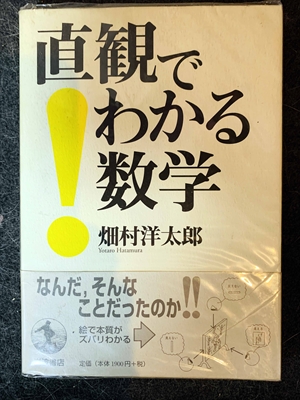 直観で
わかる
数学
!
畑村洋太郎
Yotaro Hatamura
なんだ、そんな
ことだったのか!!
絵で本質が
ズバリわかる
定価(本体1900円+税)
書店